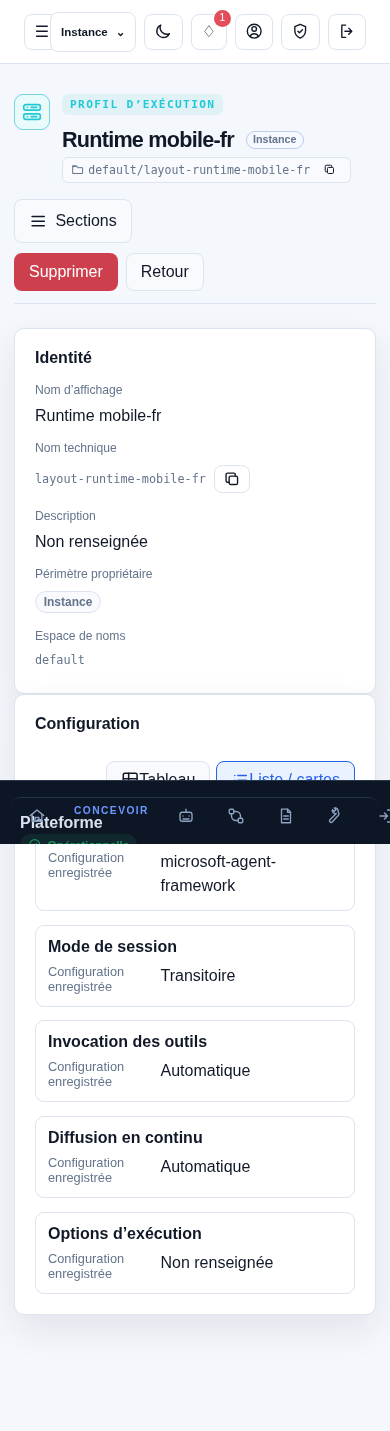 Instance
1
PROFIL D’EXÉCUTION
Runtime mobile-fr
Instance
default/layout-runtime-mobile-fr
Sections
Supprimer
Retour
Identité
Nom d’affichage
Runtime mobile-fr
Nom technique
layout-runtime-mobile-fr
Description
Non renseignée
Périmètre propriétaire
Instance
Espace de noms
default
Configuration
Tableau
Liste / cartes
CONCEVOIR
Plateforme
Opérationnelle
Configuration
enregistrée
microsoft-agent-
framework
Mode de session
Configuration
enregistrée
Transitoire
Invocation des outils
Configuration
enregistrée
Automatique
Diffusion en continu
Configuration
enregistrée
Automatique
Options d’exécution
Configuration
enregistrée
Non renseignée